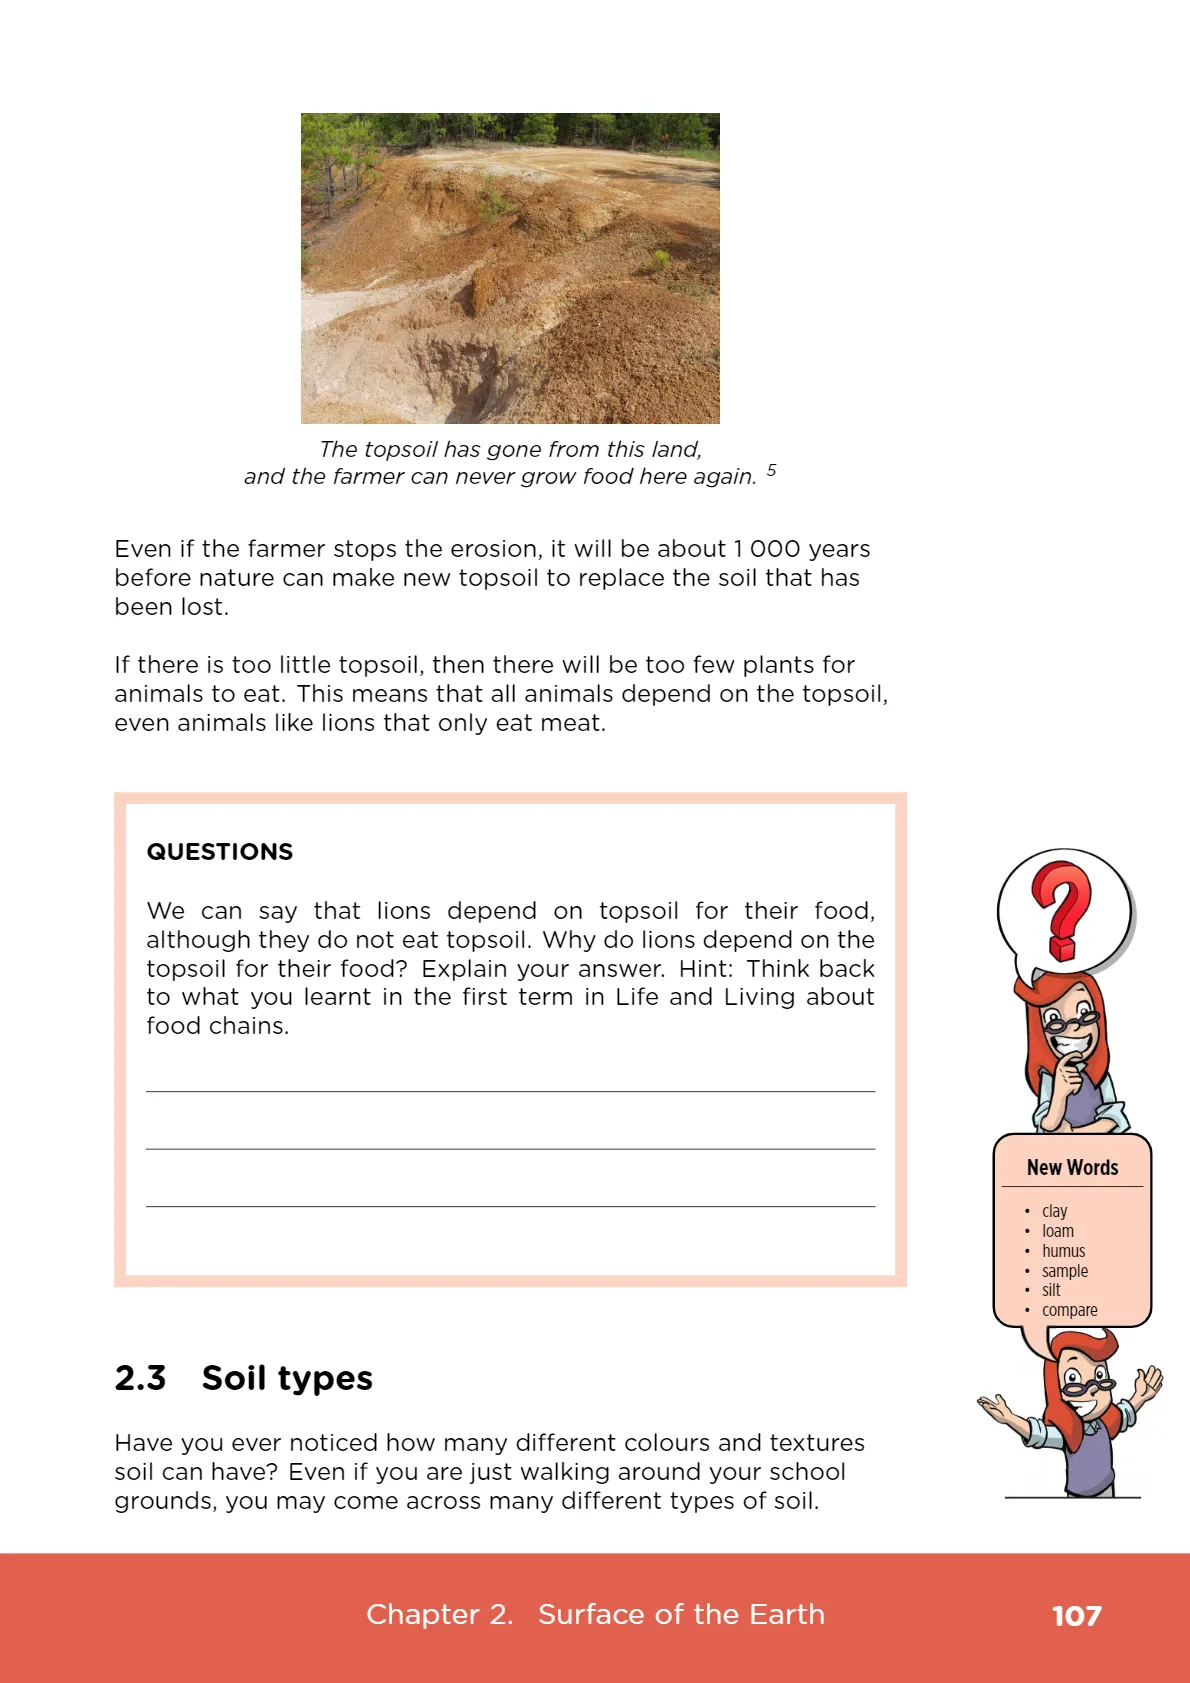 The topsoil has gone from this land,
and the farmer can never grow food here again. 5
Even if the farmer stops the erosion, it will be about 1 000 years
before nature can make new topsoil to replace the soil that has
been lost.
If there is too little topsoil, then there will be too few plants for
animals to eat. This means that all animals depend on the topsoil,
even animals like lions that only eat meat.
QUESTIONS
We can say that lions depend on topsoil for their food,
although they do not eat topsoil. Why do lions depend on the
topsoil for their food? Explain your answer. Hint: Think back
to what you learnt in the first term in Life and Living about
food chains.
?
New Words
• clay
• loam
• humus
• sample
• silt
• compare
2.3 Soil types
Have you ever noticed how many different colours and textures
soil can have? Even if you are just walking around your school
grounds, you may come across many different types of soil.
Chapter 2. Surface of the Earth 107